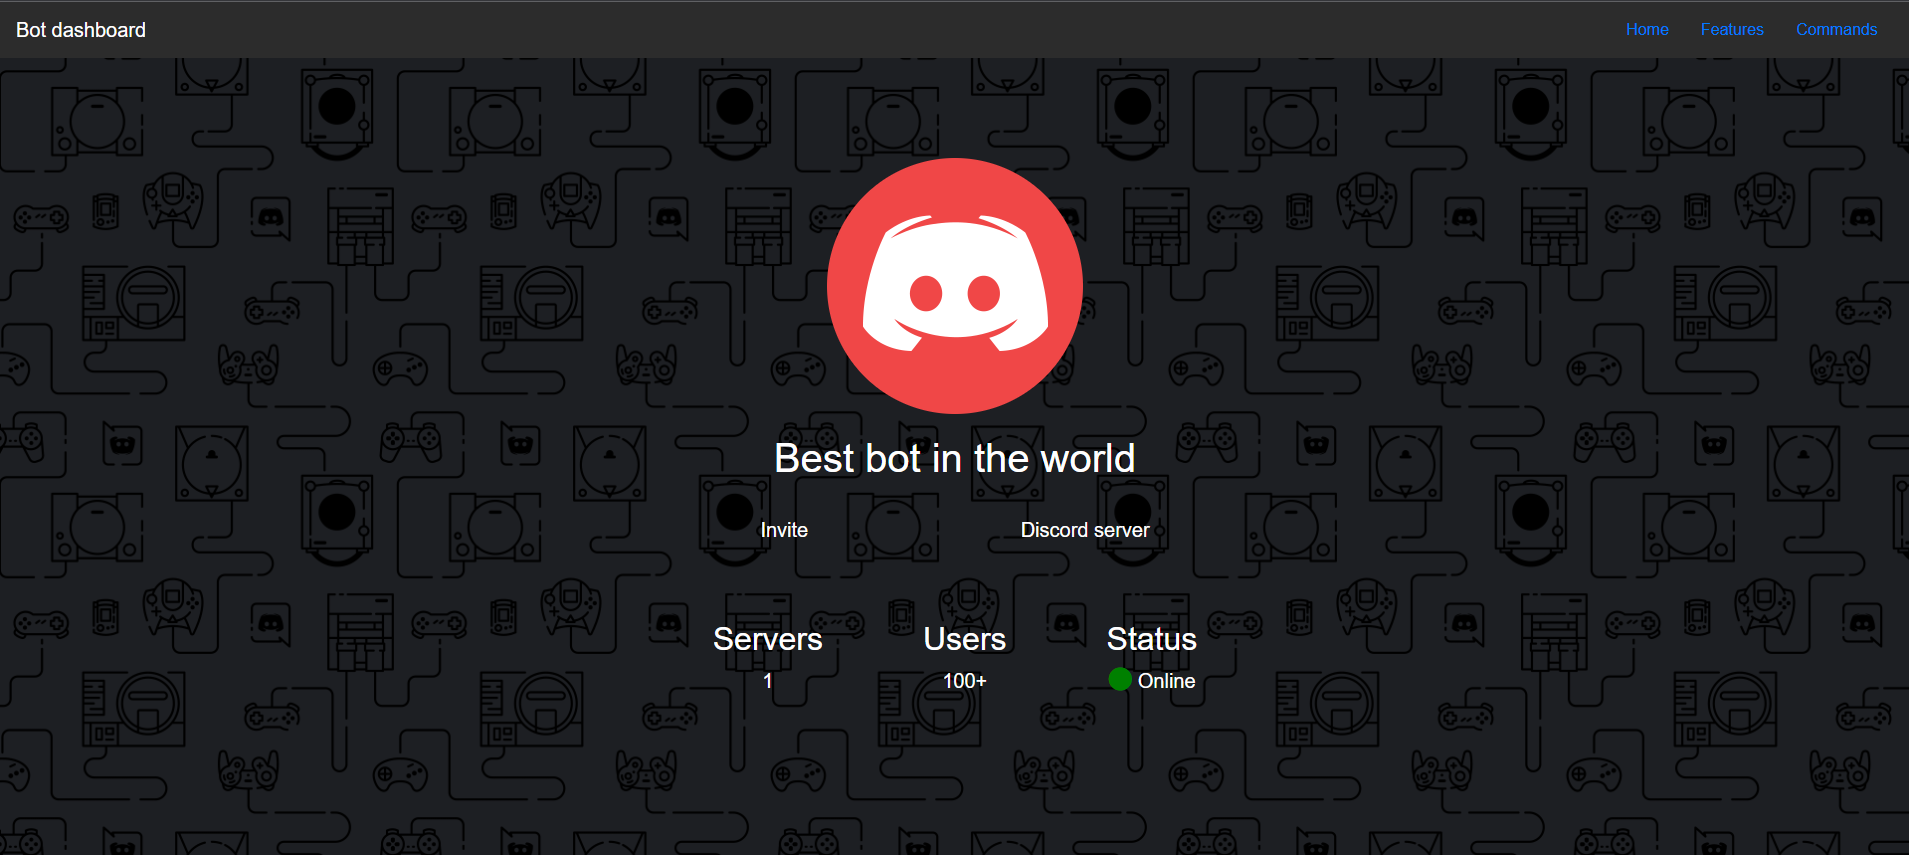 Bot dashboard Home Features Commands
Best bot in the world
Invite Discord server
Servers Users Status
1 100+ Online